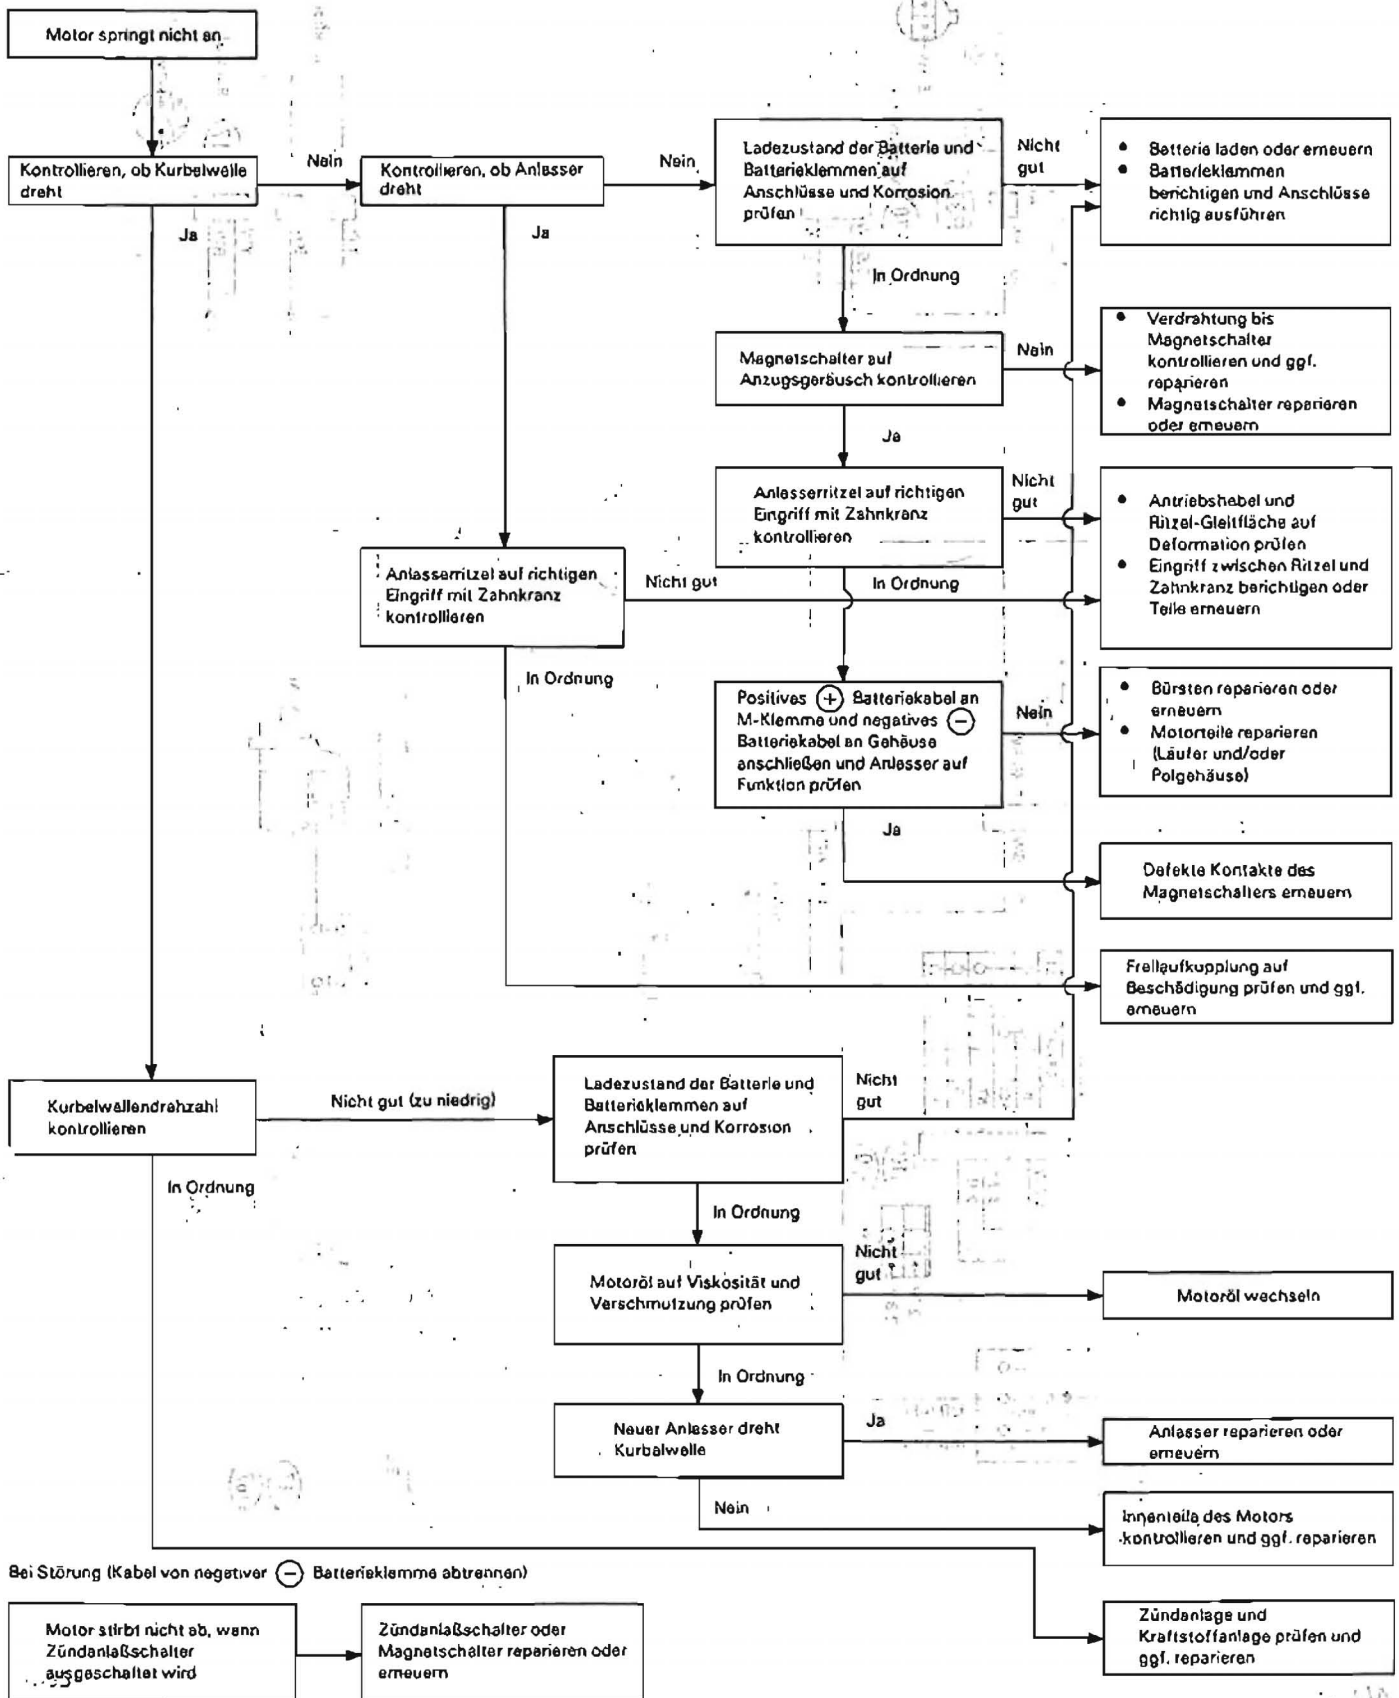 Motor springt nicht an
Kontrollieren, ob Kurbelwelle
dreht
Nein
Ja
Kontrollieren, ob Anlasser
dreht
Nein
Ja
Ladezustand der Batterie und
Batterieklemmen auf
Anschlüsse und Korrosion
prüfen
Nicht
gut
In Ordnung
• Batterie laden oder erneuern
• Batterieklemmen
berichtigen und Anschlüsse
richtig ausführen
Magnetschalter auf
Anzugsgeräusch kontrollieren
Nein
Ja
• Verdrahtung bis
Magnetschalter
kontrollieren und ggf.
reparieren
• Magnetschalter reparieren
oder erneuern
Anlasserritzel auf richtigen
Eingriff mit Zahnkranz
kontrollieren
Nicht
gut
In Ordnung
• Antriebshebel und
Ritzel-Gleitfläche auf
Deformation prüfen
• Eingriff zwischen Ritzel und
Zahnkranz berichtigen oder
Teile erneuern
Anlasserritzel auf richtigen
Eingriff mit Zahnkranz
kontrollieren
Nicht gut
In Ordnung
Positives (+) Batteriekabel an
M-Klemme und negatives (−)
Batteriekabel an Gehäuse
anschließen und Anlasser auf
Funktion prüfen
Nein
Ja
• Bürsten reparieren oder
erneuern
• Motorteile reparieren
(Läufer und/oder
Polgehäuse)
Defekte Kontakte des
Magnetschalters erneuern
Freilaufkupplung auf
Beschädigung prüfen und ggf.
erneuern
Kurbelwellendrehzahl
kontrollieren
Nicht gut (zu niedrig)
In Ordnung
Ladezustand der Batterie und
Batterieklemmen auf
Anschlüsse und Korrosion
prüfen
Nicht
gut
In Ordnung
Motoröl auf Viskosität und
Verschmutzung prüfen
Nicht
gut
In Ordnung
Motoröl wechseln
Neuer Anlasser dreht
Kurbelwelle
Ja
Nein
Anlasser reparieren oder
erneuern
Innenteile des Motors
kontrollieren und ggf. reparieren
Zündanlage und
Kraftstoffanlage prüfen und
ggf. reparieren
Bei Störung (Kabel von negativer (−) Batterieklemme abtrennen)
Motor stirbt nicht ab, wenn
Zündanlaßschalter
ausgeschaltet wird
Zündanlaßschalter oder
Magnetschalter reparieren oder
erneuern